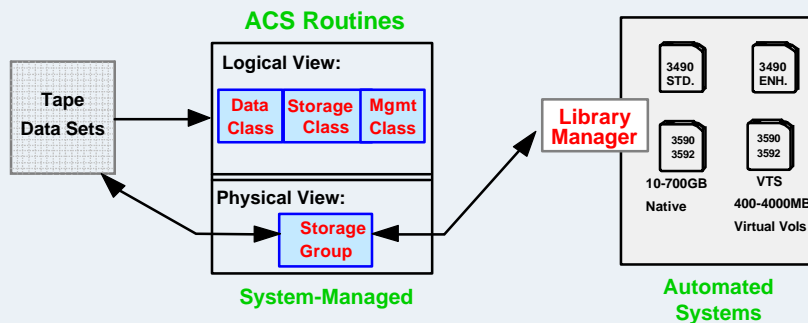 ACS Routines
Tape
Data Sets
Logical View:
Data
Class
Storage
Class
Mgmt
Class
Physical View:
Storage
Group
System-Managed
Library
Manager
3490
STD.
3490
ENH.
3590
3592
10-700GB
Native
3590
3592
VTS
400-4000MB
Virtual Vols
Automated
Systems